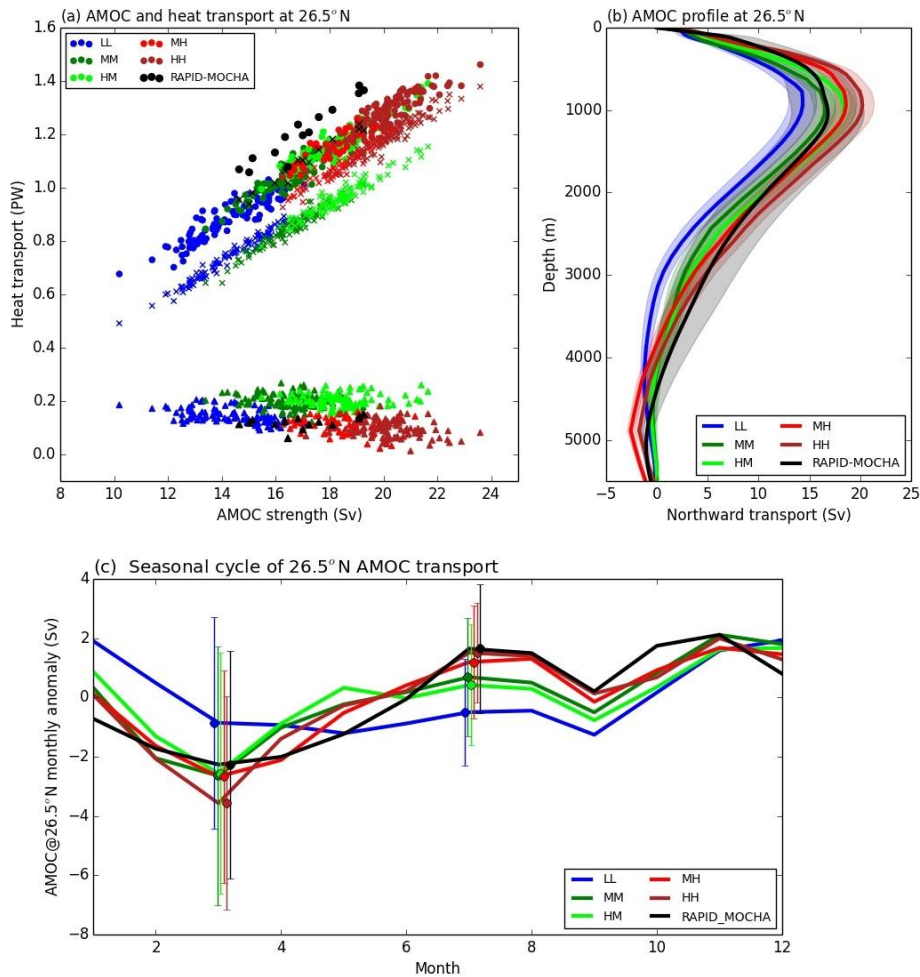 (a) AMOC and heat transport at 26.5°N
1.6
1.4
1.2
1.0
0.8
0.6
0.4
0.2
0.0
Heat transport (PW)
LL MH
MM HH
HM RAPID-MOCHA
8 10 12 14 16 18 20 22 24
AMOC strength (Sv)
(b) AMOC profile at 26.5°N
0
1000
2000
3000
4000
5000
Depth (m)
LL MH
MM HH
HM RAPID-MOCHA
−5 0 5 10 15 20 25
Northward transport (Sv)
(c) Seasonal cycle of 26.5°N AMOC transport
4
2
0
−2
−4
−6
−8
AMOC@26.5°N monthly anomaly (Sv)
LL MH
MM HH
HM RAPID_MOCHA
2 4 6 8 10 12
Month